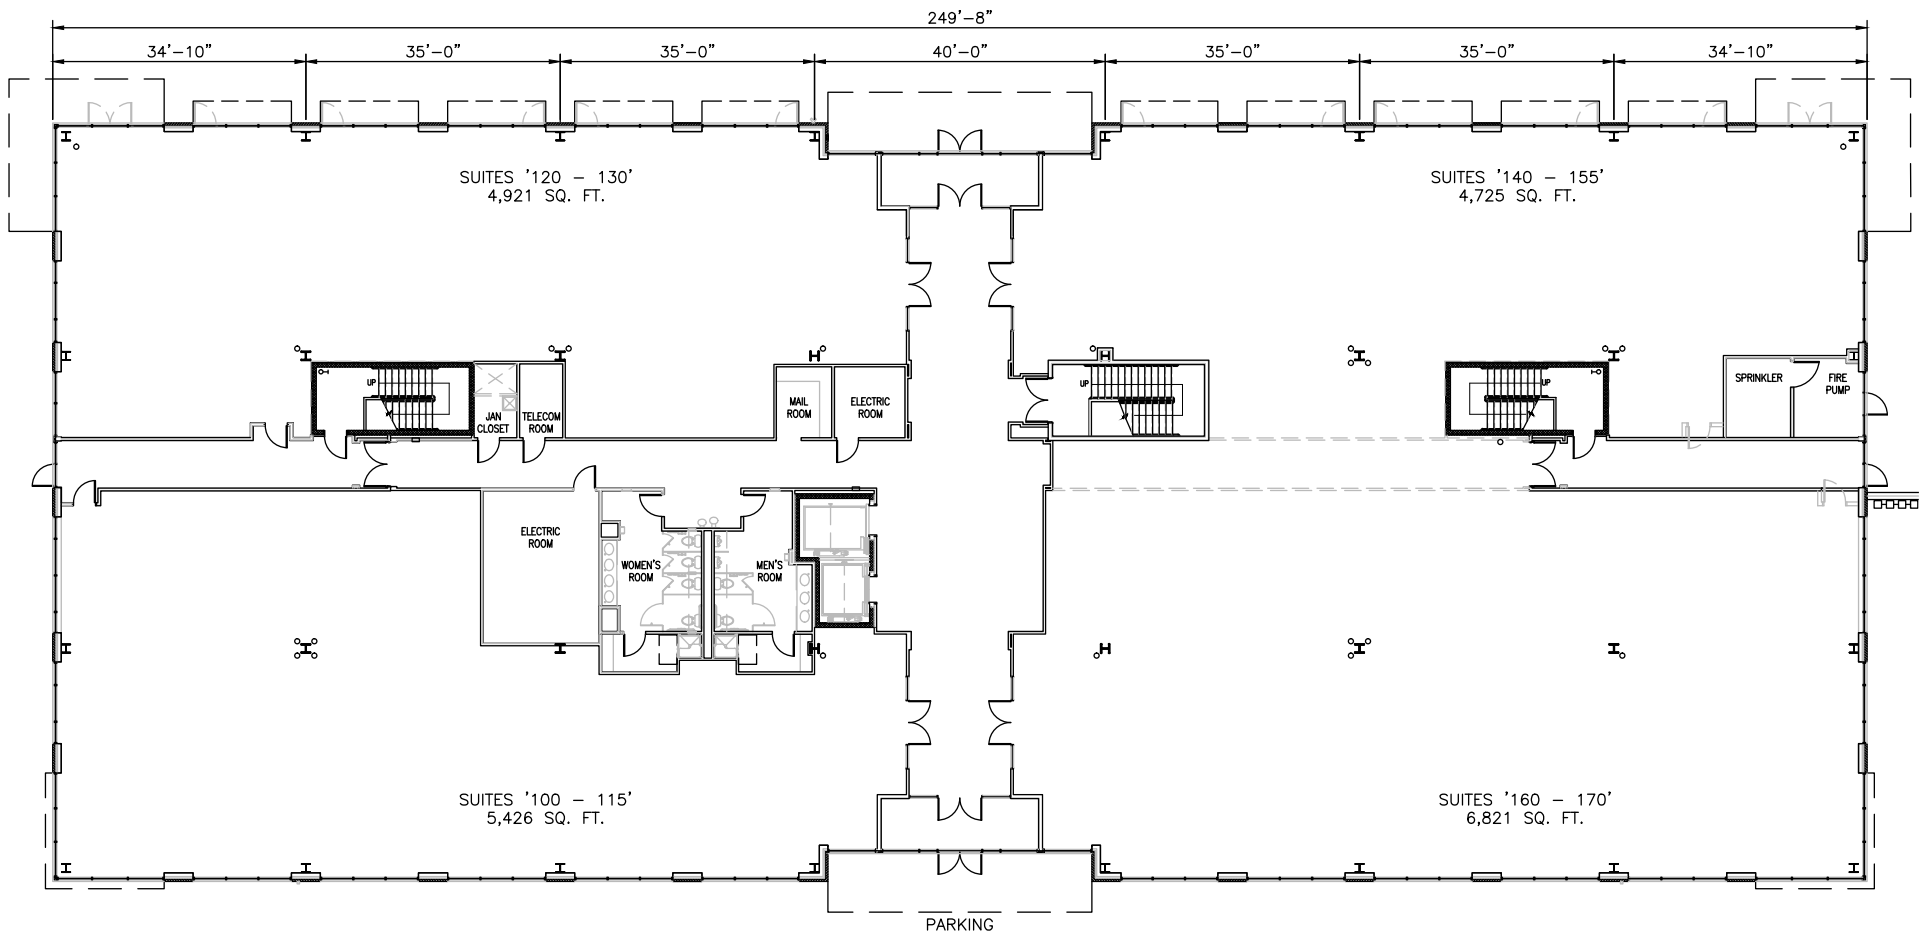 249'-8"
34'-10"
35'-0"
35'-0"
40'-0"
35'-0"
35'-0"
34'-10"
SUITES '120 - 130'
4,921 SQ. FT.
SUITES '140 - 155'
4,725 SQ. FT.
UP
JAN
CLOSET
TELECOM
ROOM
MAIL
ROOM
ELECTRIC
ROOM
UP
UP
SPRINKLER
FIRE
PUMP
ELECTRIC
ROOM
WOMEN'S
ROOM
MEN'S
ROOM
SUITES '100 - 115'
5,426 SQ. FT.
SUITES '160 - 170'
6,821 SQ. FT.
PARKING